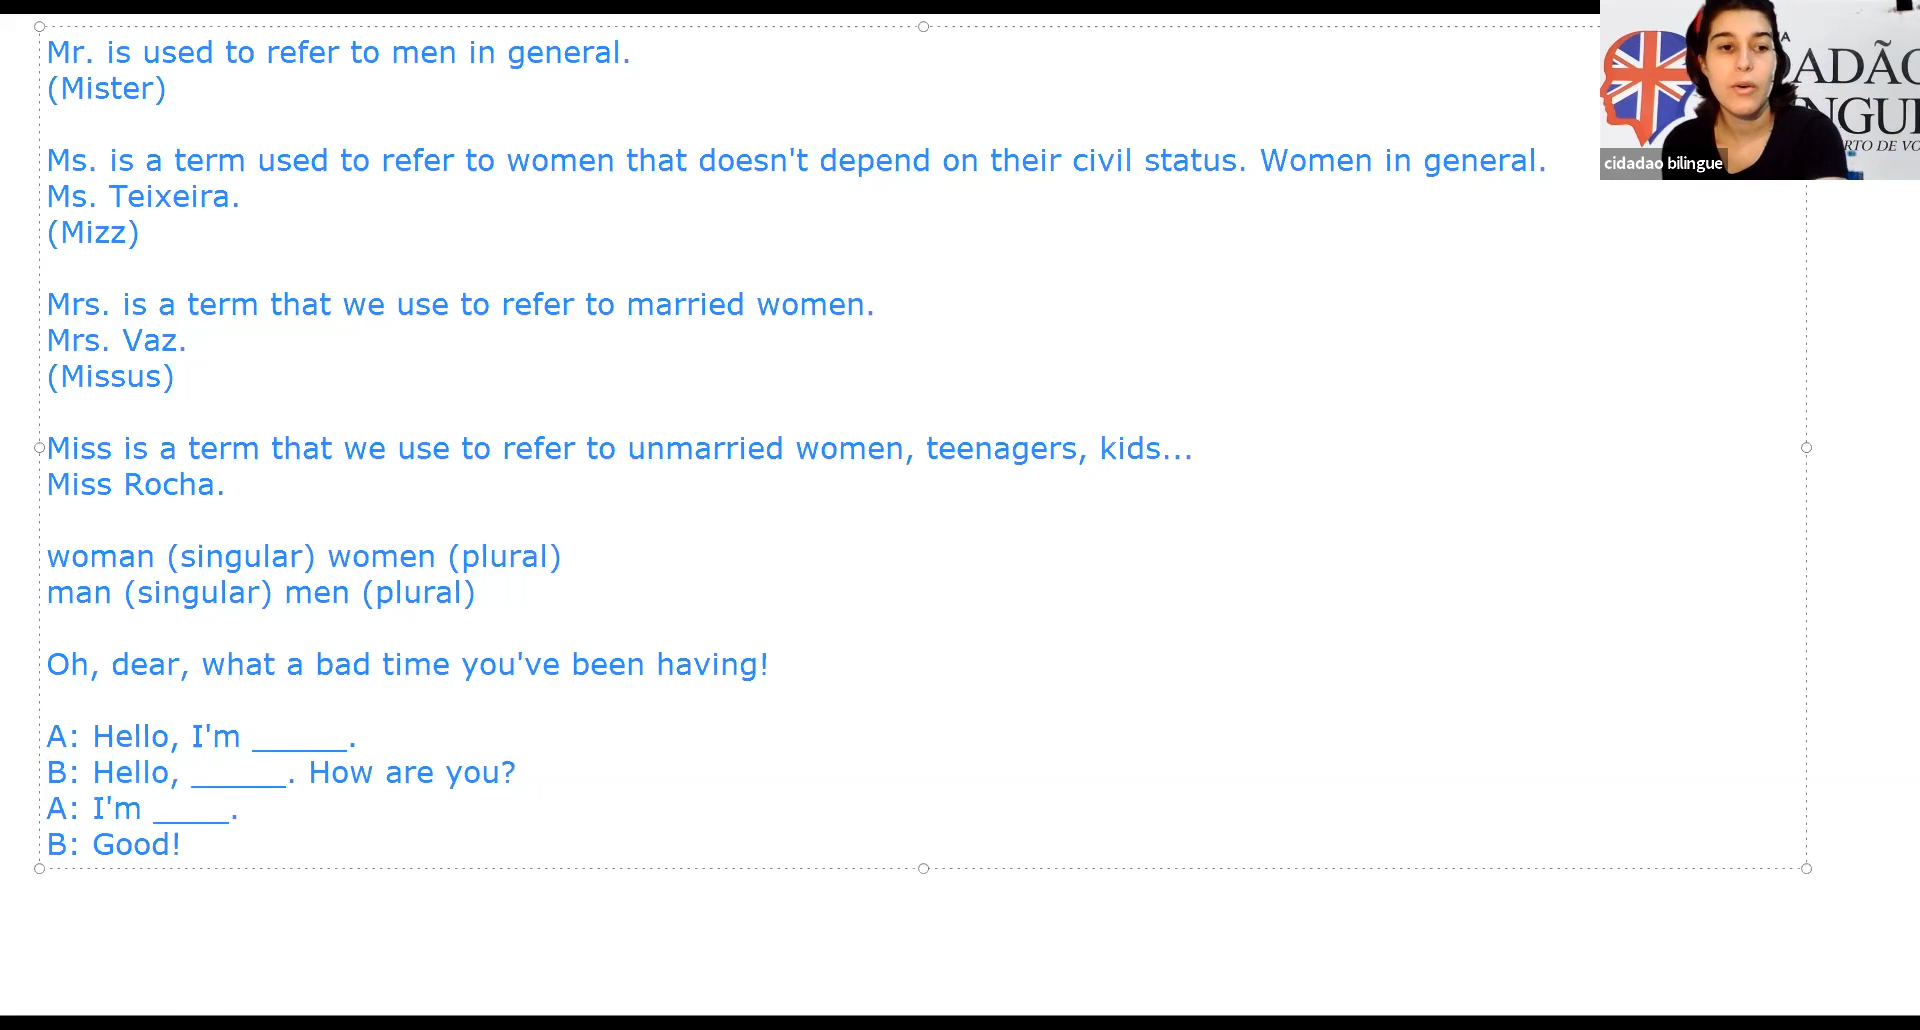 Mr. is used to refer to men in general.
(Mister)
Ms. is a term used to refer to women that doesn't depend on their civil status. Women in general.
Ms. Teixeira.
(Mizz)
Mrs. is a term that we use to refer to married women.
Mrs. Vaz.
(Missus)
Miss is a term that we use to refer to unmarried women, teenagers, kids...
Miss Rocha.
woman (singular) women (plural)
man (singular) men (plural)
Oh, dear, what a bad time you've been having!
A: Hello, I'm ______.
B: Hello, ______. How are you?
A: I'm _____.
B: Good!
cidadao bilingue